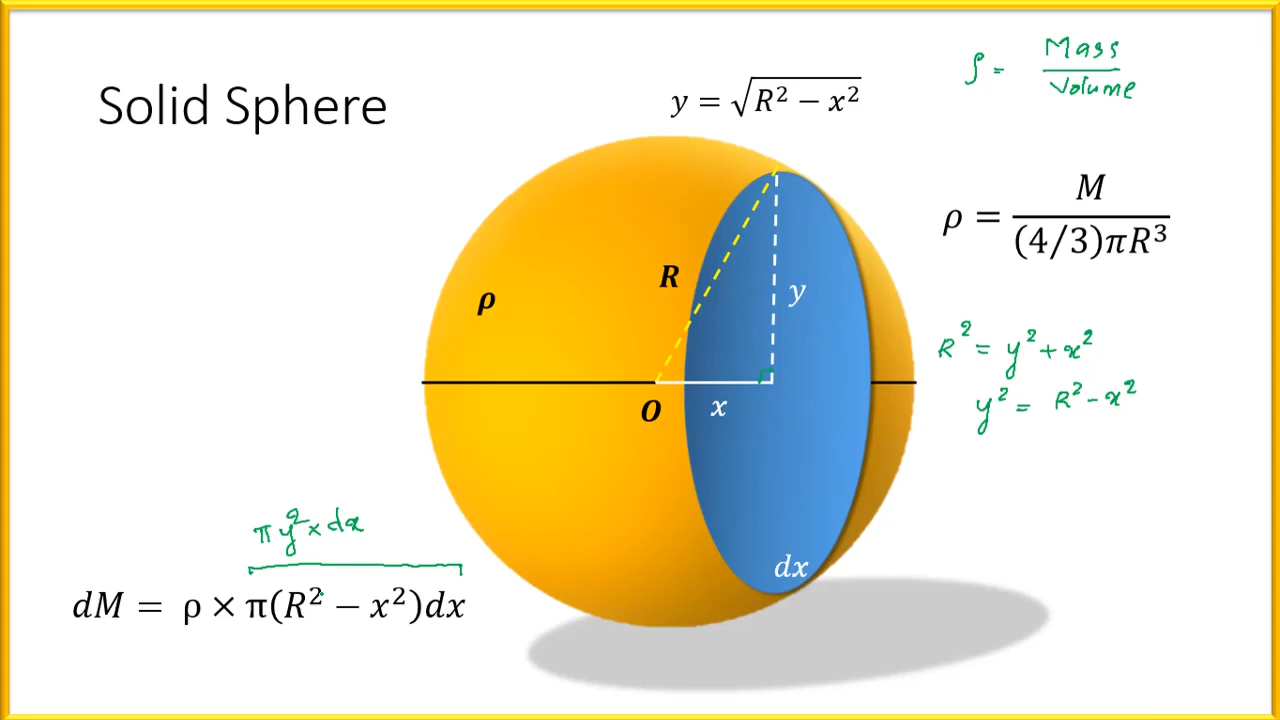 Solid Sphere
y = √(R² − x²)
ρ = Mass / Volume
ρ = M / (4/3)πR³
R
ρ
y
R² = y² + x²
y² = R² − x²
O
x
πy² × dx
dx
dM = ρ × π(R² − x²)dx